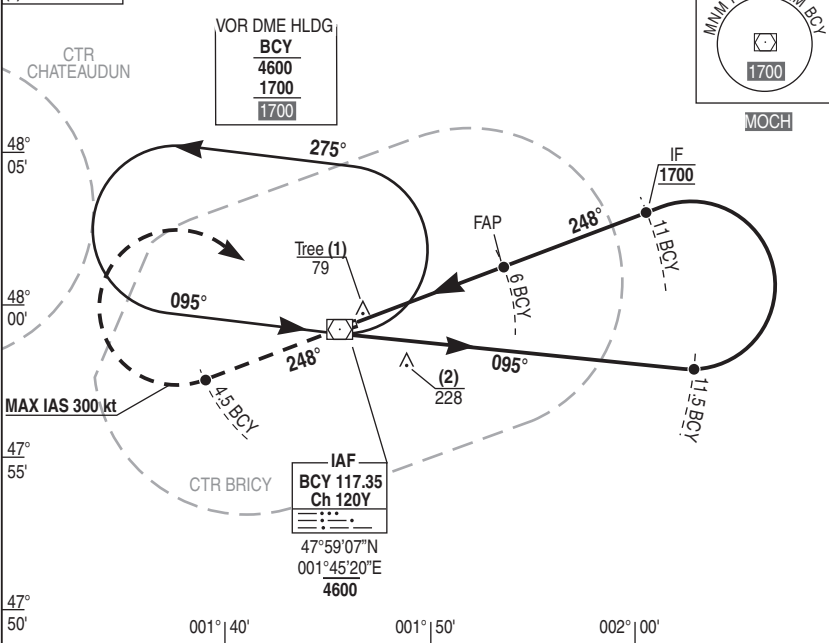 VOR DME HLDG
BCY
4600
1700
1700
CTR
CHATEAUDUN
BCY
1700
MOCH
48°
05'
275°
IF
1700
248°
11 BCY
FAP
6 BCY
Tree (1)
79
48°
00'
095°
248°
095°
(2)
228
11.5 BCY
4.5 BCY
MAX IAS 300 kt
47°
55'
CTR BRICY
IAF
BCY 117.35
Ch 120Y
47°59'07"N
001°45'20"E
4600
47°
50'
001° 40'
001° 50'
002° 00'